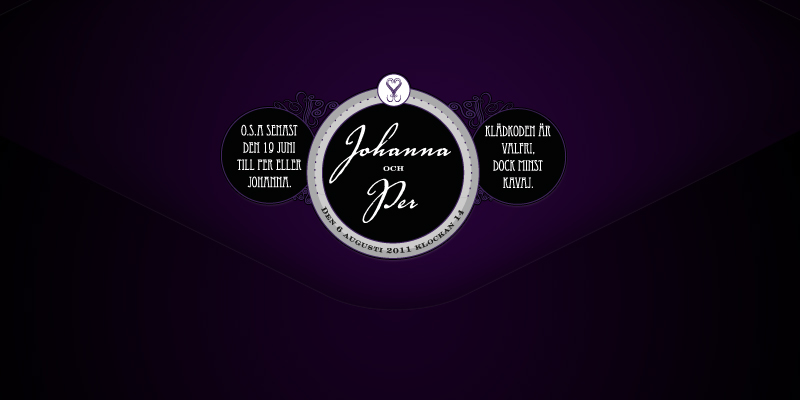 O.S.A SENAST
DEN 19 JUNI
TILL PER ELLER
JOHANNA.
Johanna
OCH
Per
DEN 6 AUGUSTI 2011 KLOCKAN 14
KLÄDKODEN ÄR
VALFRI,
DOCK MINST
KAVAJ.